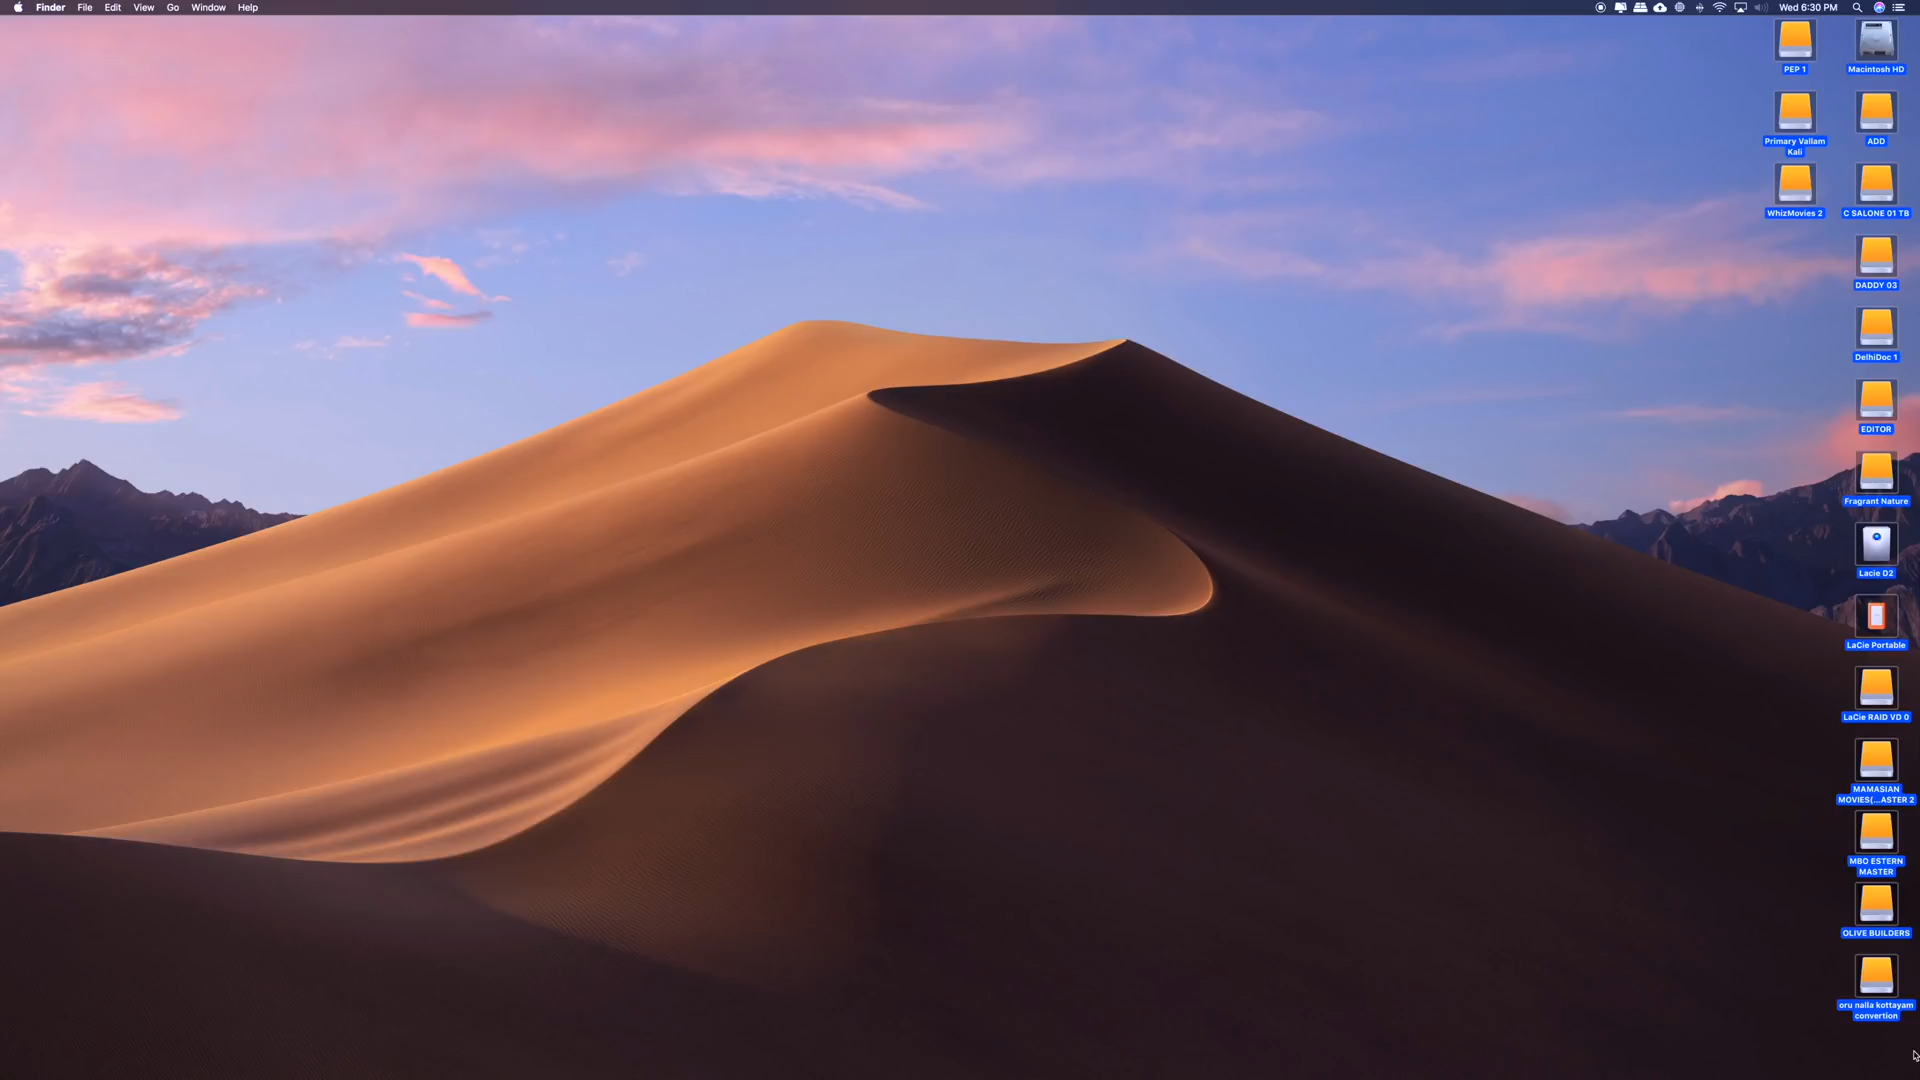 Finder File Edit View Go Window Help Wed 6:30 PM
PEP 1
Macintosh HD
Primary Vallam
Kali
ADD
WhizMovies 2
C SALONE 01 TB
DADDY 03
DelhiDoc 1
EDITOR
Fragrant Nature
Lacie D2
LaCie Portable
LaCie RAID VD 0
MAMASIAN
MOVIES(...ASTER 2
MBO ESTERN
MASTER
OLIVE BUILDERS
oru nalla kottayam
convertion